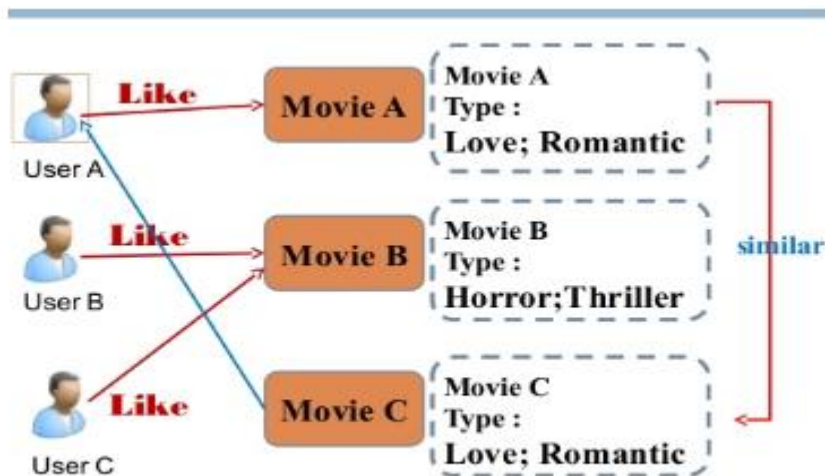 Like
Movie A
Movie A
Type :
Love; Romantic
User A
Like
Movie B
Movie B
Type :
Horror;Thriller
similar
User B
Like
Movie C
Movie C
Type :
Love; Romantic
User C